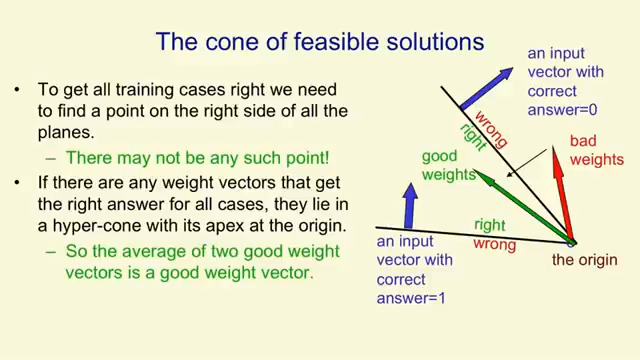 The cone of feasible solutions
• To get all training cases right we need
to find a point on the right side of all the
planes.
– There may not be any such point!
• If there are any weight vectors that get
the right answer for all cases, they lie in
a hyper-cone with its apex at the origin.
– So the average of two good weight
vectors is a good weight vector.
an input
vector with
correct
answer=0
wrong
right
good
weights
bad
weights
right
wrong
an input
vector with
correct
answer=1
the origin